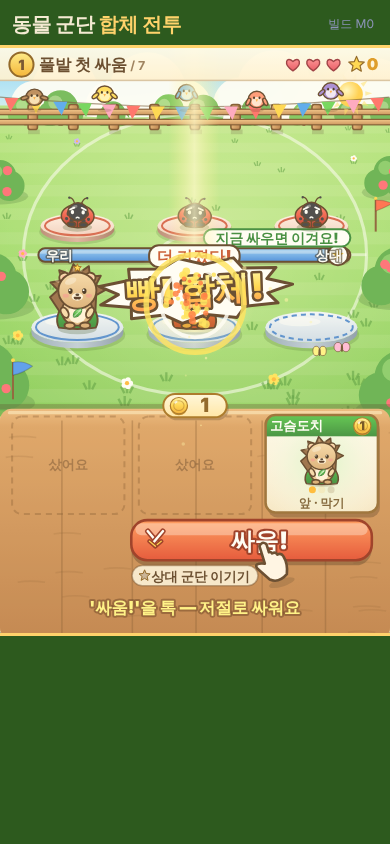 동물 군단 합체 전투
빌드 M0
1 풀밭 첫 싸움 / 7
0
지금 싸우면 이겨요!
우리
상대
합체!
1
샀어요
샀어요
고슴도치
1
앞 · 막기
싸움!
상대 군단 이기기
'싸움!'을 톡 — 저절로 싸워요